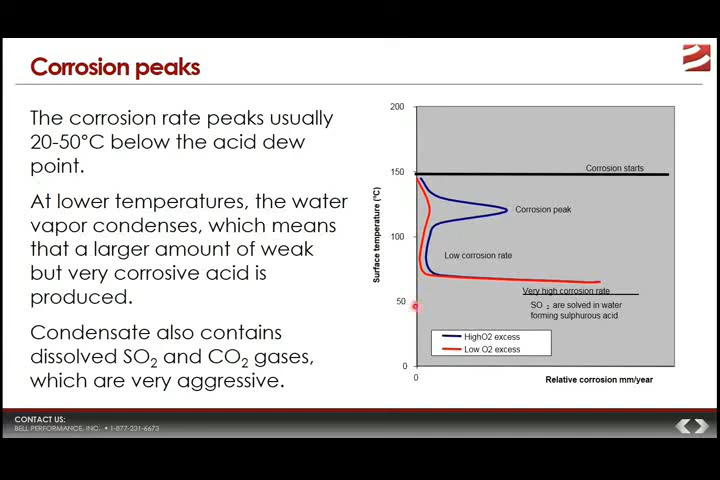 Corrosion peaks
The corrosion rate peaks usually
20-50°C below the acid dew
point.
At lower temperatures, the water
vapor condenses, which means
that a larger amount of weak
but very corrosive acid is
produced.
Condensate also contains
dissolved SO2 and CO2 gases,
which are very aggressive.
Surface temperature (°C)
200
150
100
50
0
0
Corrosion starts
Corrosion peak
Low corrosion rate
Very high corrosion rate
SO 2 are solved in water
forming sulphurous acid
HighO2 excess
Low O2 excess
Relative corrosion mm/year
CONTACT US:
BELL PERFORMANCE, INC. • 1-877-231-6673